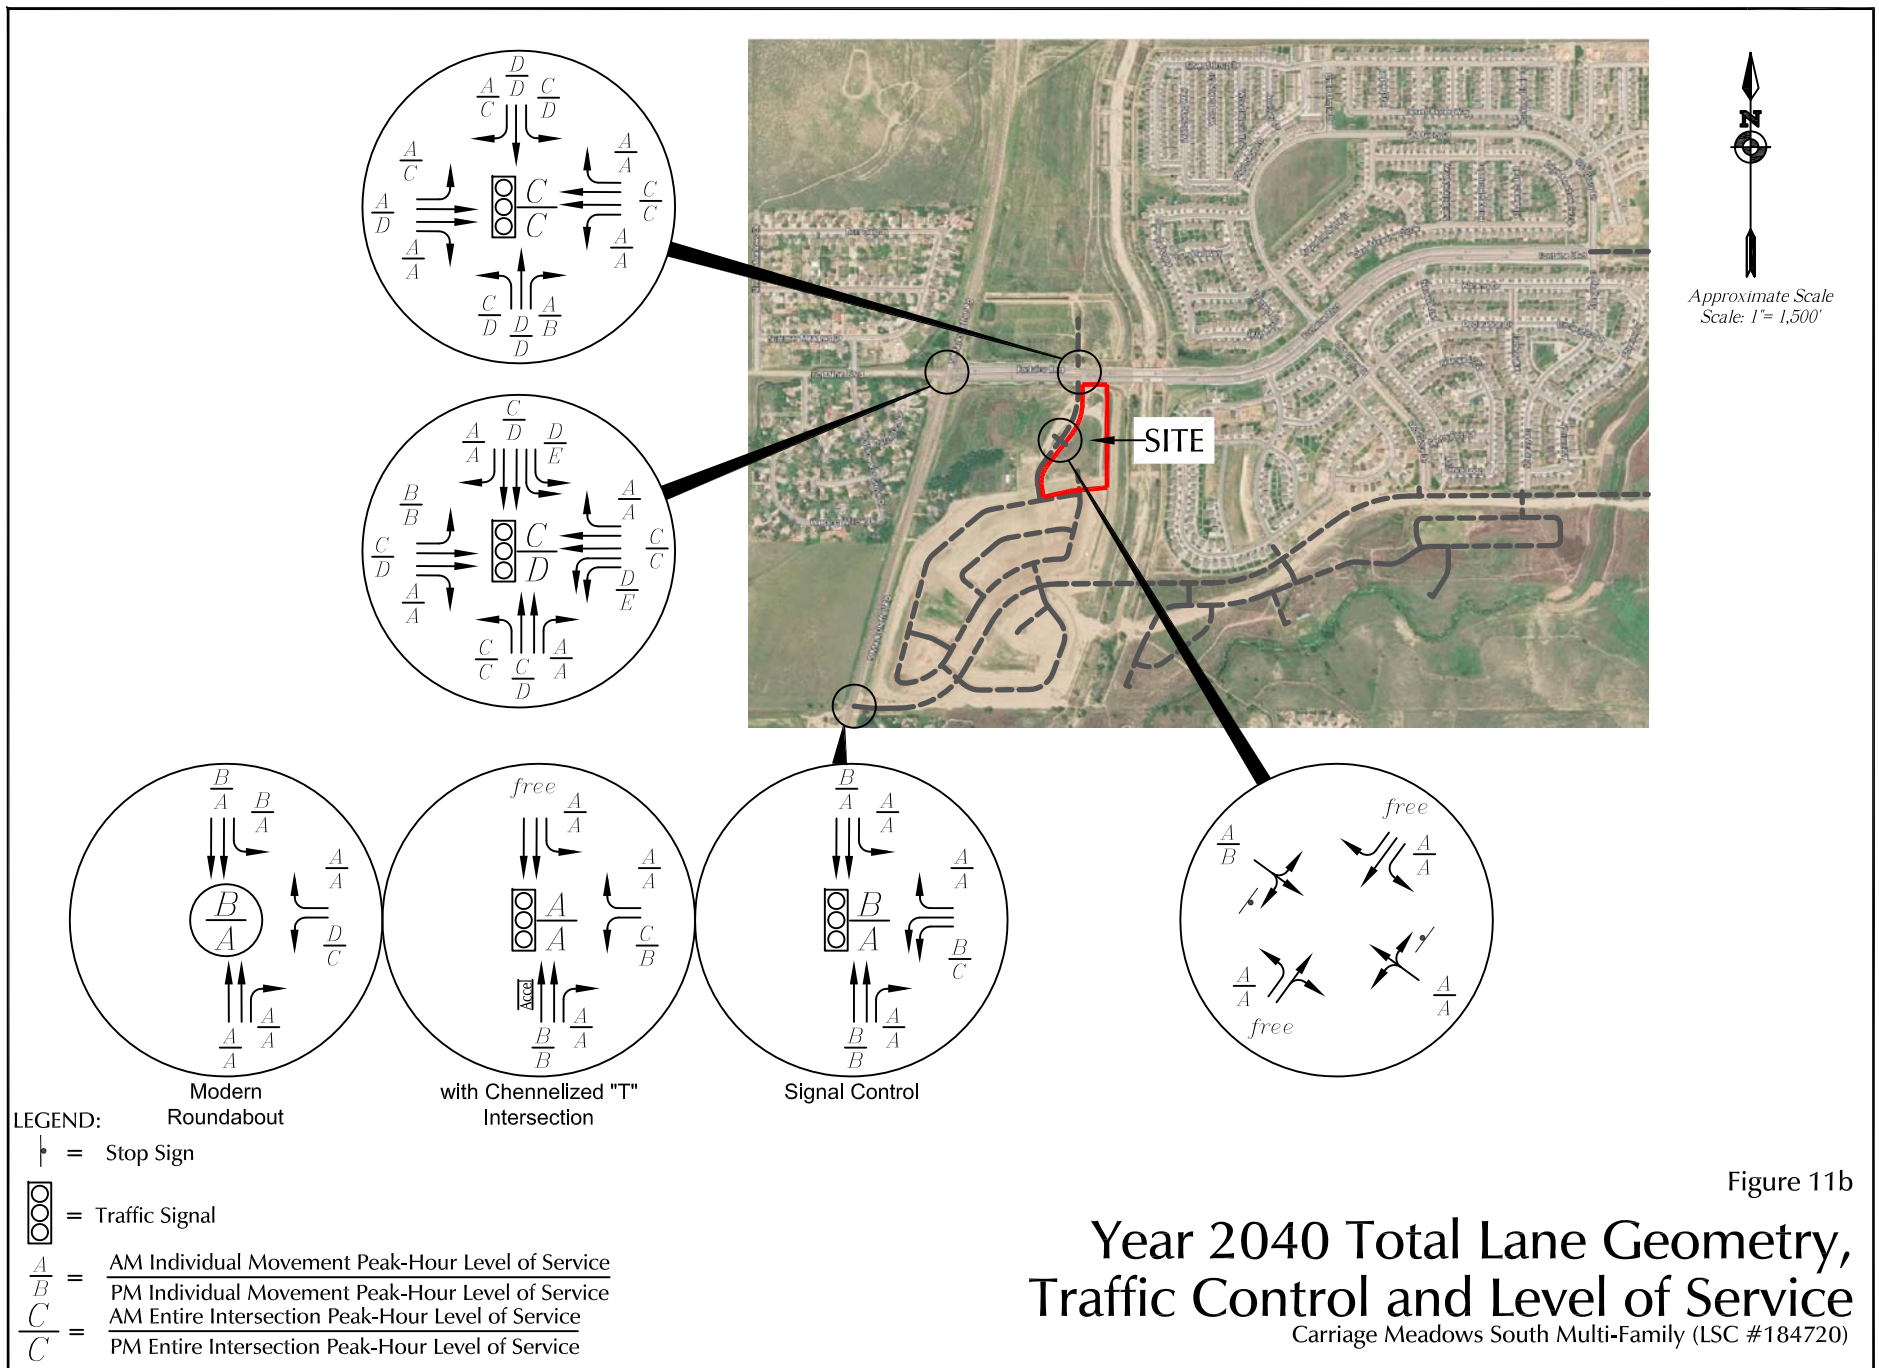 D
D
A
C
C
D
A
C
A
D
A
A
C
C
A
A
C
C
A
A
C
D
D
D
A
B
N
Approximate Scale
Scale: 1"= 1,500'
SITE
C
D
A
A
D
E
B
B
C
D
A
A
C
D
A
A
C
C
D
E
C
C
C
D
A
A
B
A
B
A
B
A
A
A
D
C
A
A
A
A
Modern
Roundabout
free
A
A
A
A
A
A
C
B
Accel
B
B
A
A
with Chennelized "T"
Intersection
B
A
A
A
B
A
A
A
B
C
B
B
A
A
Signal Control
free
A
B
A
A
A
A
A
A
free
LEGEND:
= Stop Sign
= Traffic Signal
A
B
=
AM Individual Movement Peak-Hour Level of Service
PM Individual Movement Peak-Hour Level of Service
C
C
=
AM Entire Intersection Peak-Hour Level of Service
PM Entire Intersection Peak-Hour Level of Service
Figure 11b
Year 2040 Total Lane Geometry,
Traffic Control and Level of Service
Carriage Meadows South Multi-Family (LSC #184720)